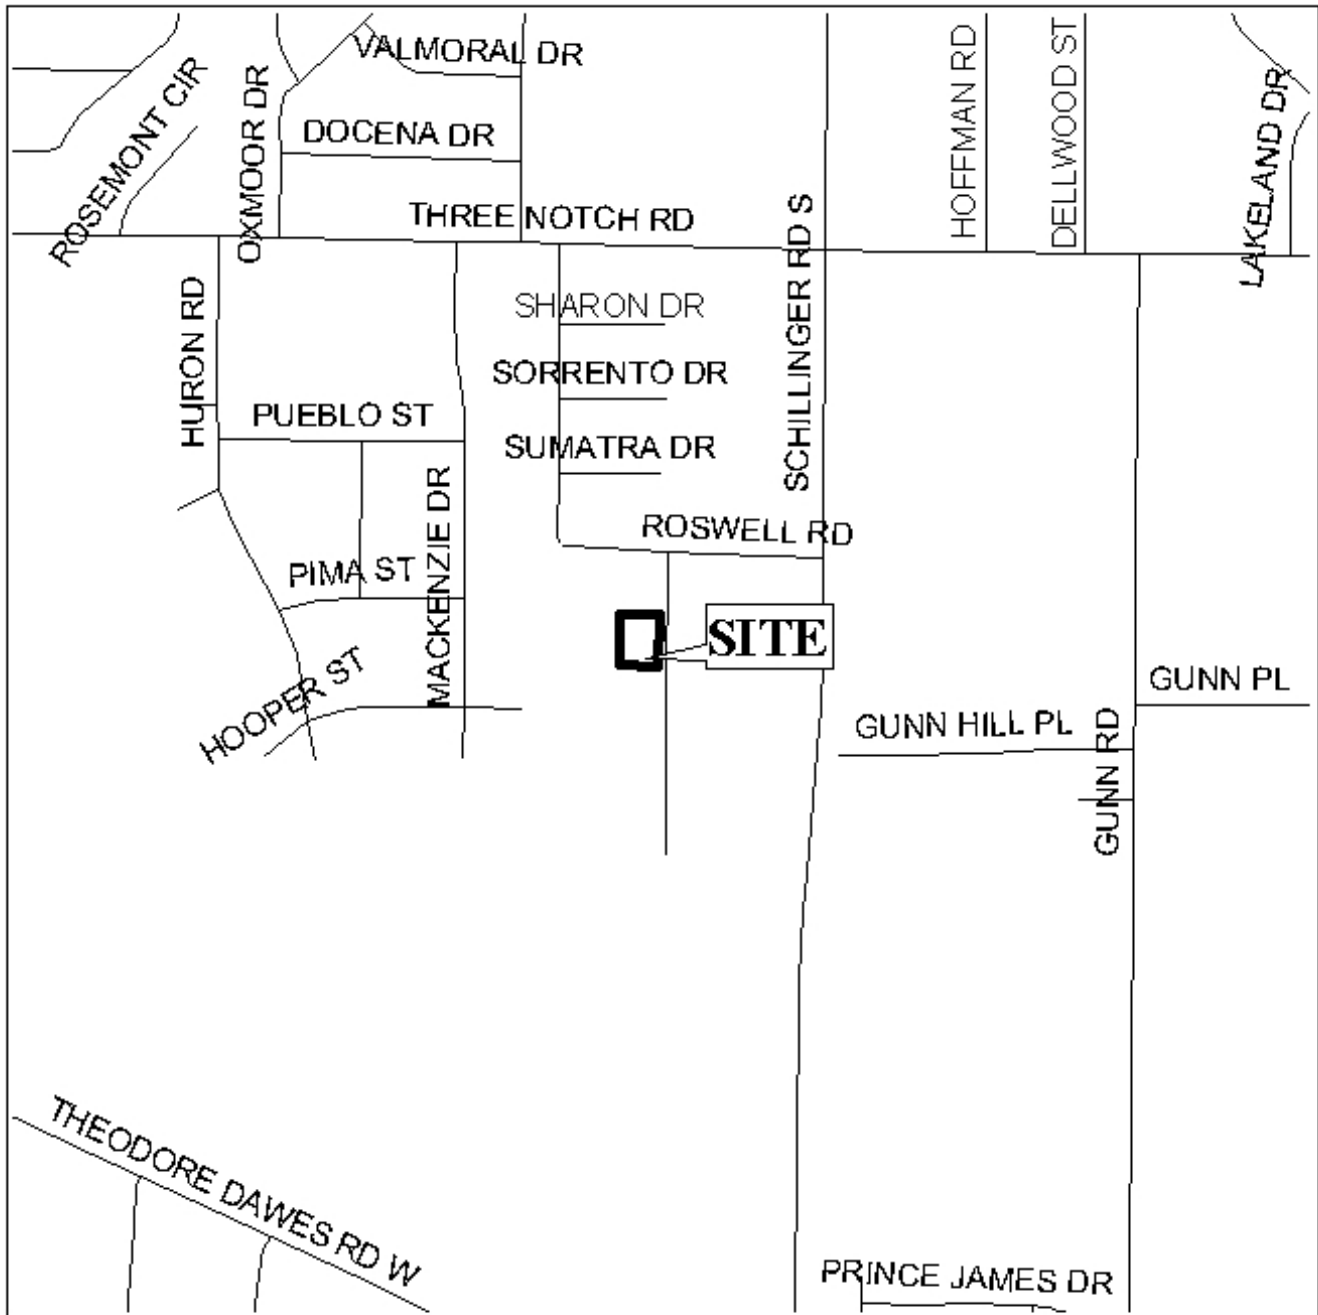 VALMORAL DR
ROSEMONT CIR
OXMOOR DR
DOCENA DR
HOFFMAN RD
DELLWOOD ST
LAKELAND DR
THREE NOTCH RD
SCHILLINGER RD S
HURON RD
SHARON DR
SORRENTO DR
PUEBLO ST
SUMATRA DR
MACKENZIE DR
ROSWELL RD
PIMA ST
SITE
HOOPER ST
GUNN PL
GUNN HILL PL
GUNN RD
THEODORE DAWES RD W
PRINCE JAMES DR